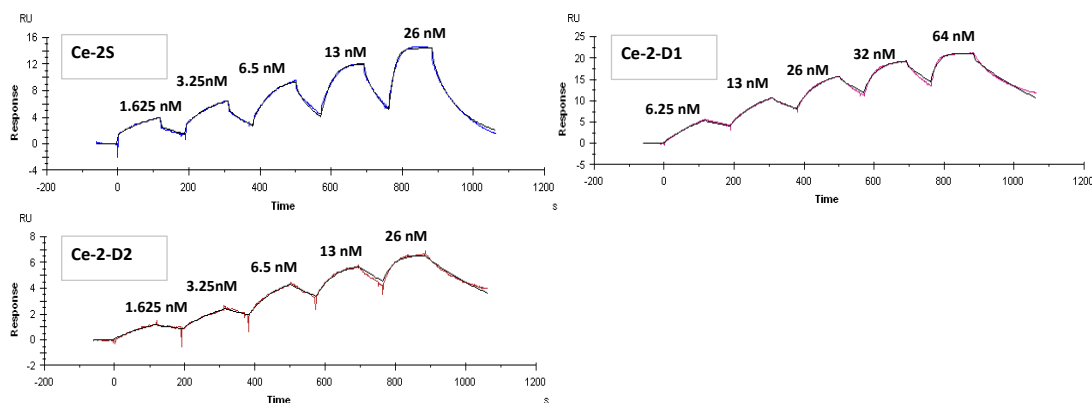 RU
Ce-2S
16
12
8
4
0
-4
Response
1.625 nM
3.25 nM
6.5 nM
13 nM
26 nM
-200 0 200 400 600 800 1000 1200
Time s
Ce-2-D1
25
20
15
10
5
0
-5
Response
6.25 nM
13 nM
26 nM
32 nM
64 nM
-200 0 200 400 600 800 1000 1200
Time s
RU
Ce-2-D2
8
6
4
2
0
-2
Response
1.625 nM
3.25nM
6.5 nM
13 nM
26 nM
-200 0 200 400 600 800 1000 1200
Time s
RU